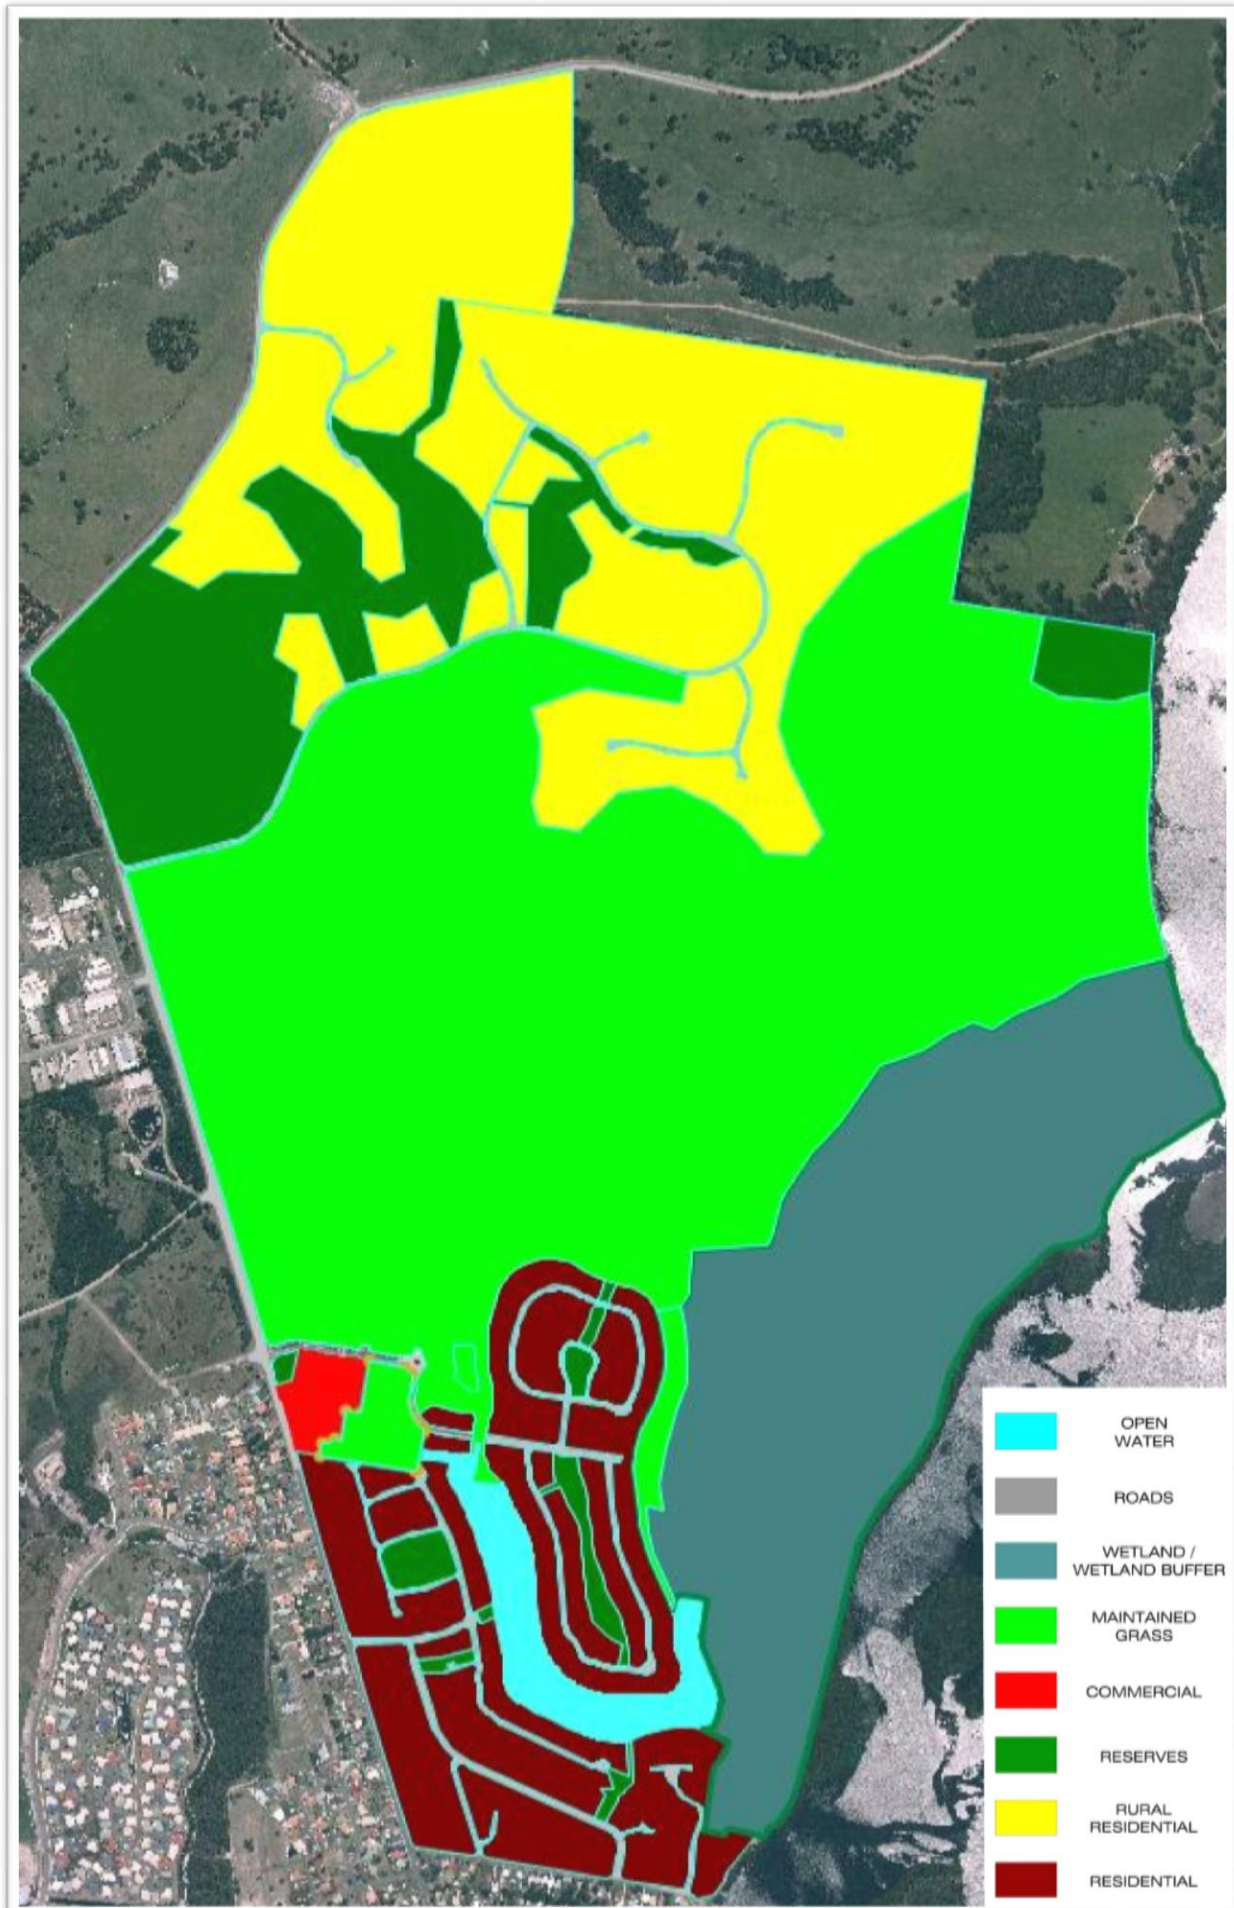 OPEN
WATER
ROADS
WETLAND /
WETLAND BUFFER
MAINTAINED
GRASS
COMMERCIAL
RESERVES
RURAL
RESIDENTIAL
RESIDENTIAL